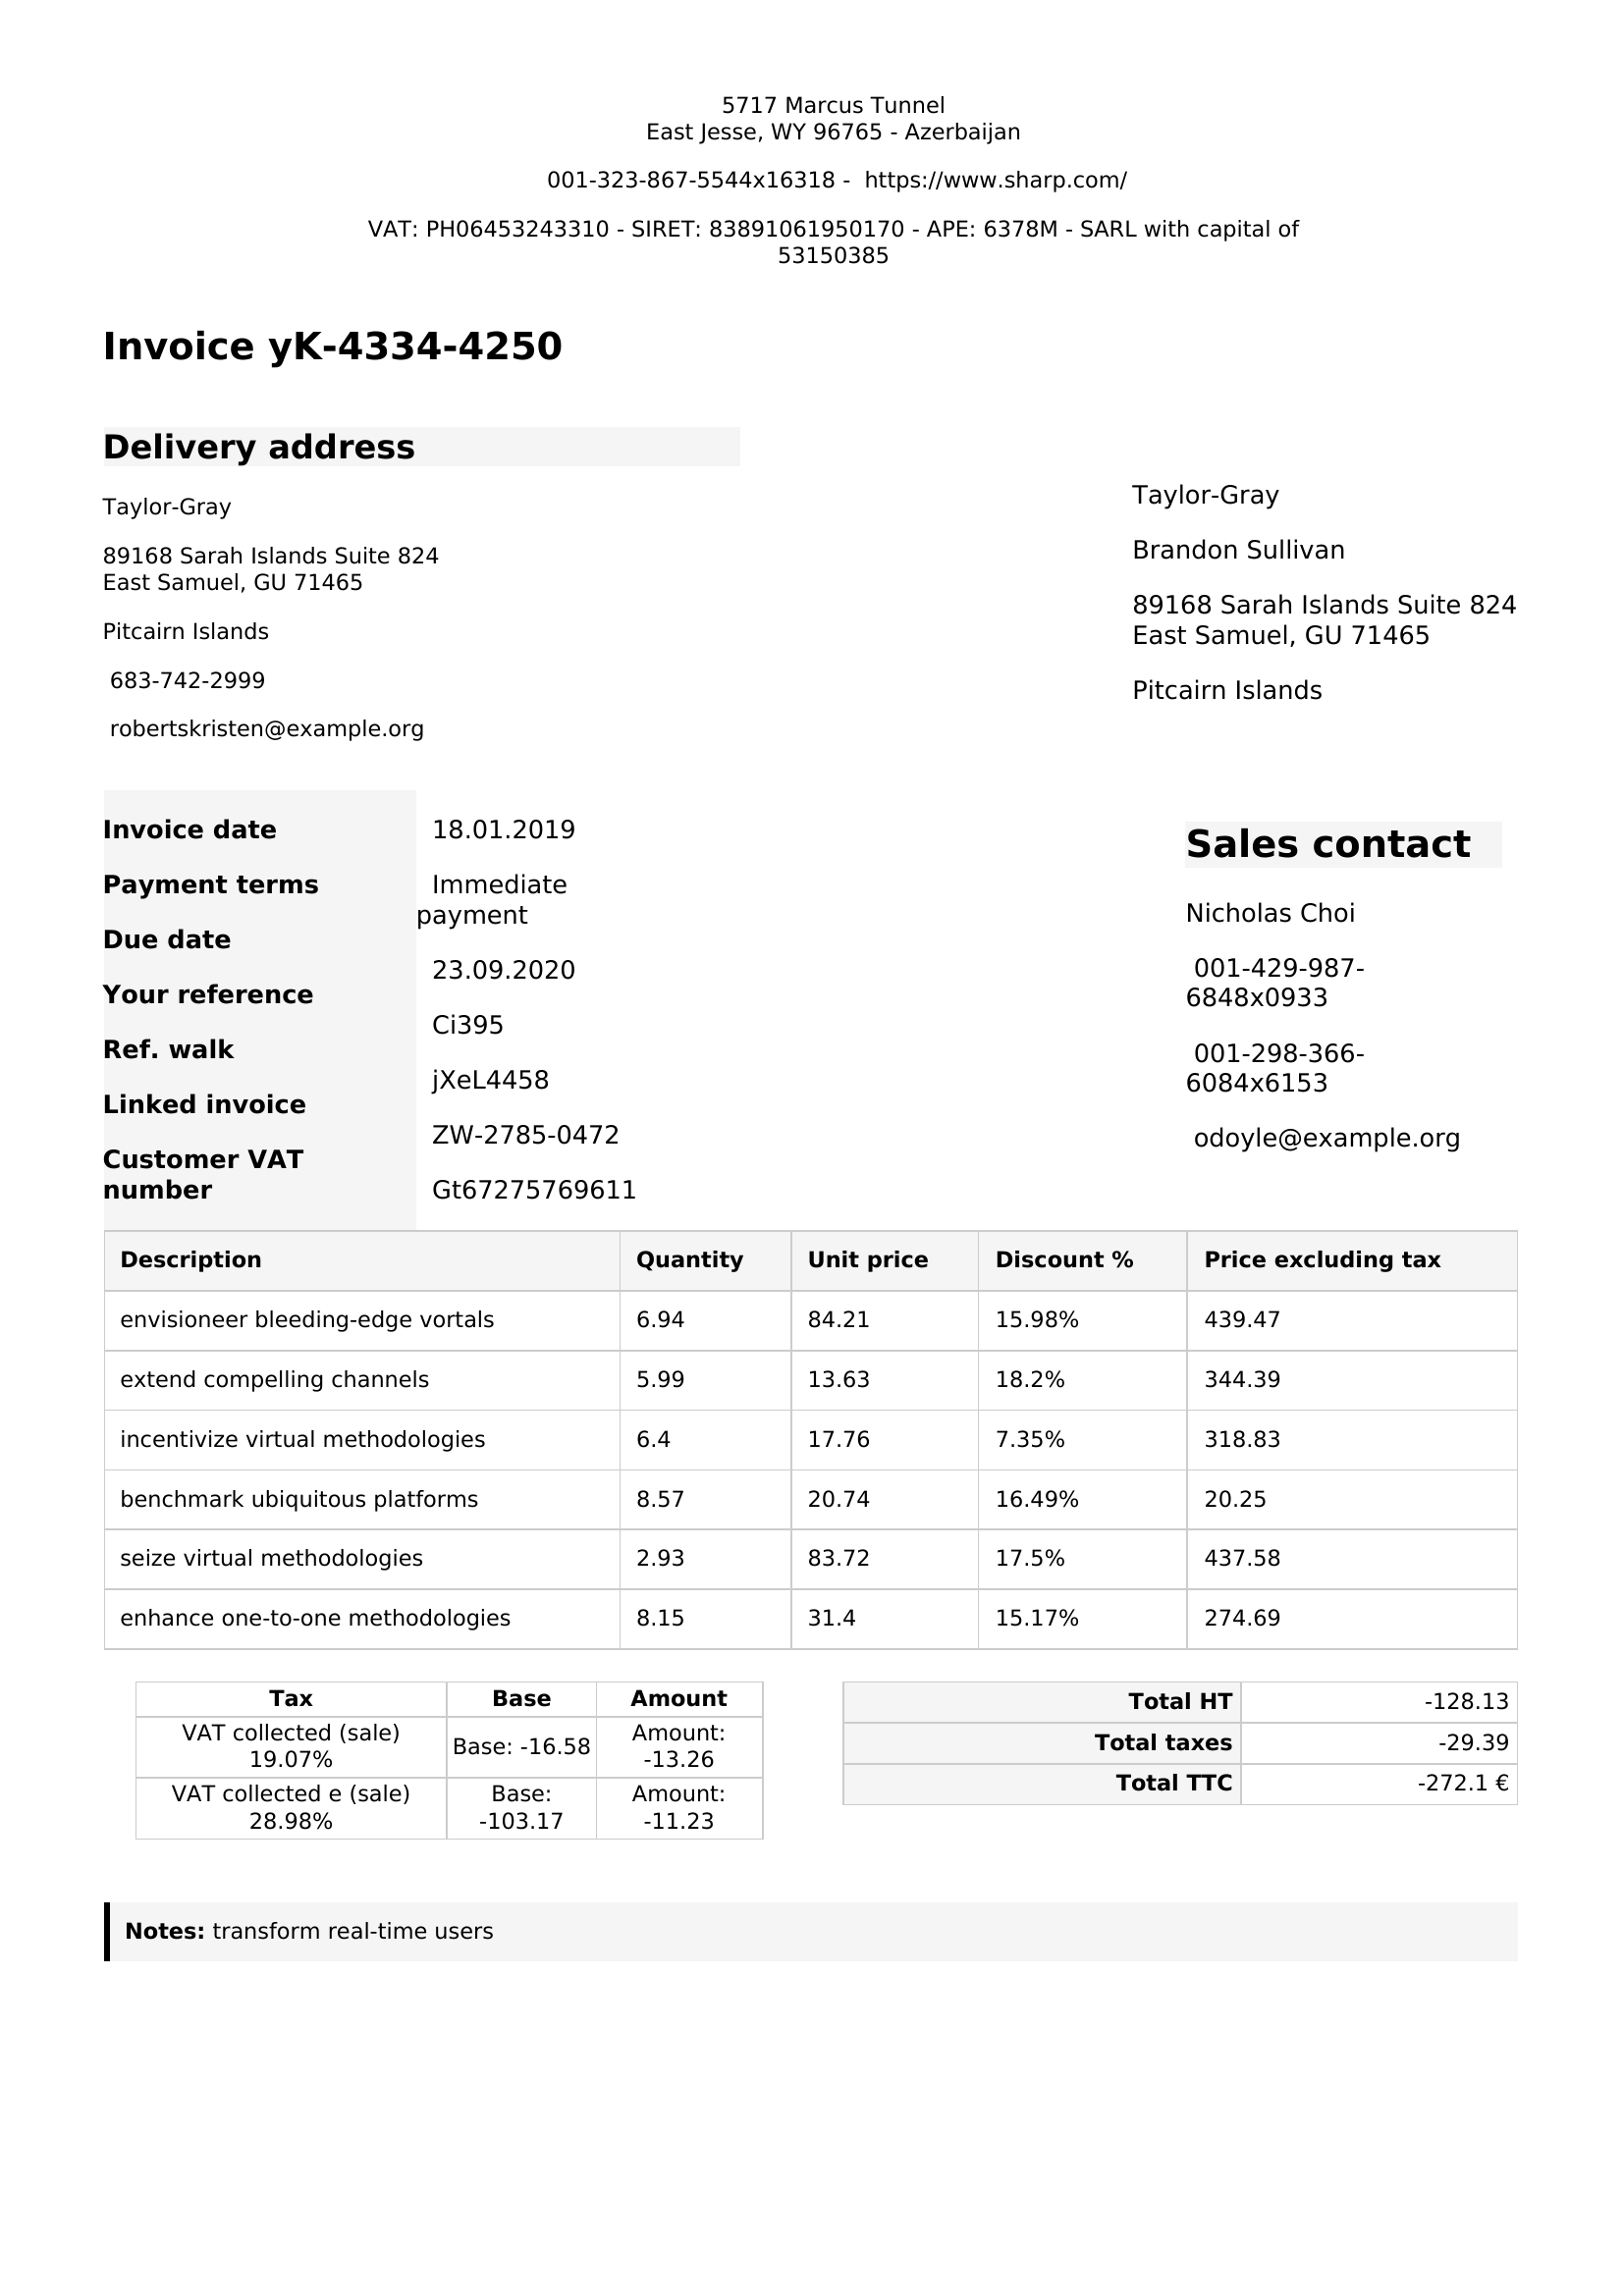 5717 Marcus Tunnel
East Jesse, WY 96765 - Azerbaijan
001-323-867-5544x16318 - https://www.sharp.com/
VAT: PH06453243310 - SIRET: 83891061950170 - APE: 6378M - SARL with capital of
53150385
Invoice yK-4334-4250
Delivery address
Taylor-Gray
89168 Sarah Islands Suite 824
East Samuel, GU 71465
Pitcairn Islands
683-742-2999
robertskristen@example.org
Taylor-Gray
Brandon Sullivan
89168 Sarah Islands Suite 824
East Samuel, GU 71465
Pitcairn Islands
Invoice date
Payment terms
Due date
Your reference
Ref. walk
Linked invoice
Customer VAT
number
18.01.2019
Immediate
payment
23.09.2020
Ci395
jXeL4458
ZW-2785-0472
Gt67275769611
Sales contact
Nicholas Choi
001-429-987-
6848x0933
001-298-366-
6084x6153
odoyle@example.org
Description Quantity Unit price Discount % Price excluding tax
envisioneer bleeding-edge vortals 6.94 84.21 15.98% 439.47
extend compelling channels 5.99 13.63 18.2% 344.39
incentivize virtual methodologies 6.4 17.76 7.35% 318.83
benchmark ubiquitous platforms 8.57 20.74 16.49% 20.25
seize virtual methodologies 2.93 83.72 17.5% 437.58
enhance one-to-one methodologies 8.15 31.4 15.17% 274.69
Tax Base Amount
VAT collected (sale)
19.07%
Base: -16.58
Amount:
-13.26
VAT collected e (sale)
28.98%
Base:
-103.17
Amount:
-11.23
Total HT -128.13
Total taxes -29.39
Total TTC -272.1 €
Notes: transform real-time users